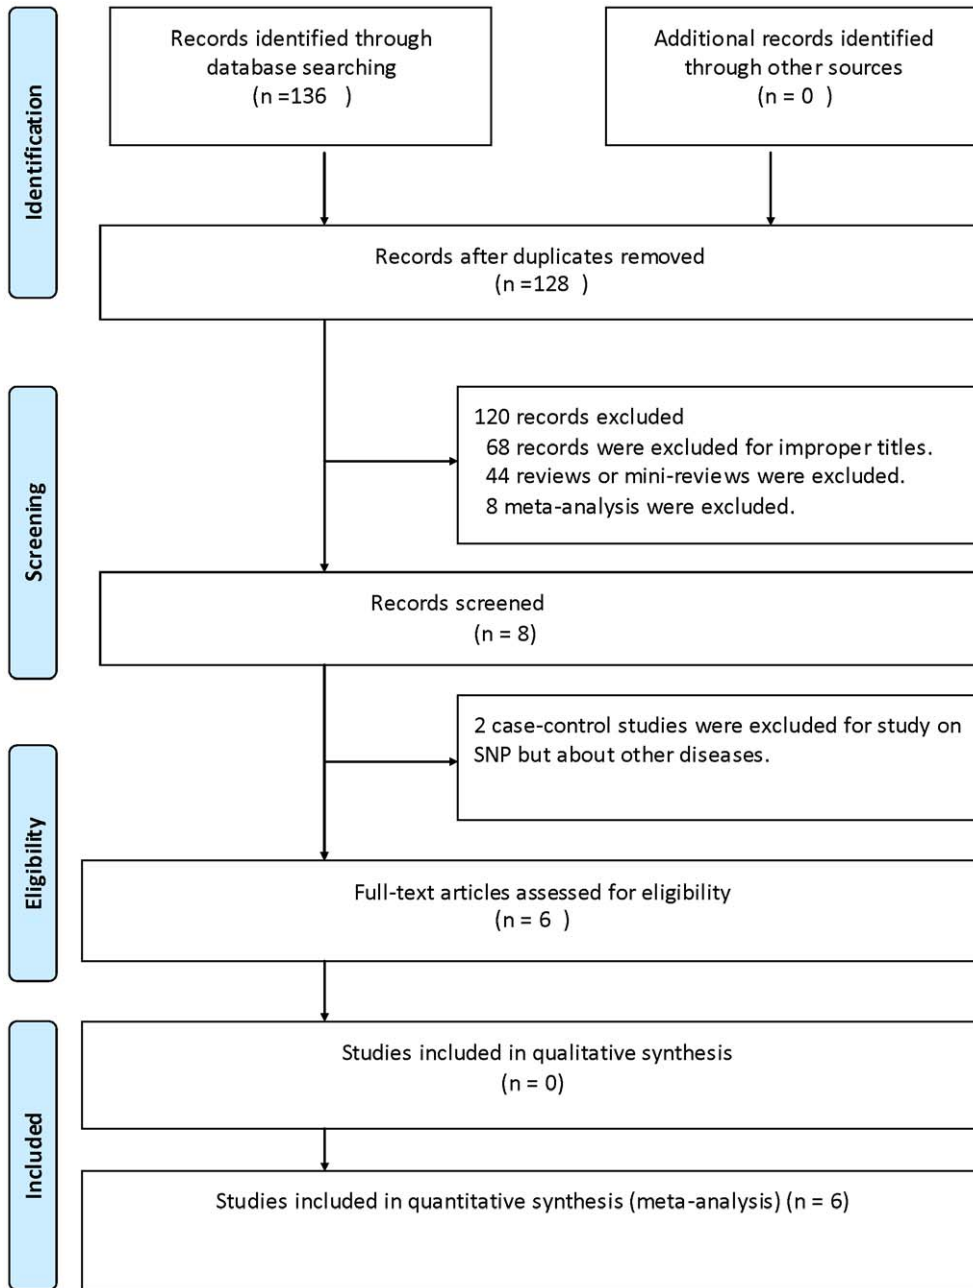 Identification
Records identified through
database searching
(n =136   )
Additional records identified
through other sources
(n = 0  )
Records after duplicates removed
(n =128  )
Screening
120 records excluded
68 records were excluded for improper titles.
44 reviews or mini-reviews were excluded.
8 meta-analysis were excluded.
Records screened
(n = 8)
Eligibility
2 case-control studies were excluded for study on
SNP but about other diseases.
Full-text articles assessed for eligibility
(n = 6  )
Included
Studies included in qualitative synthesis
(n = 0)
Studies included in quantitative synthesis (meta-analysis) (n = 6)